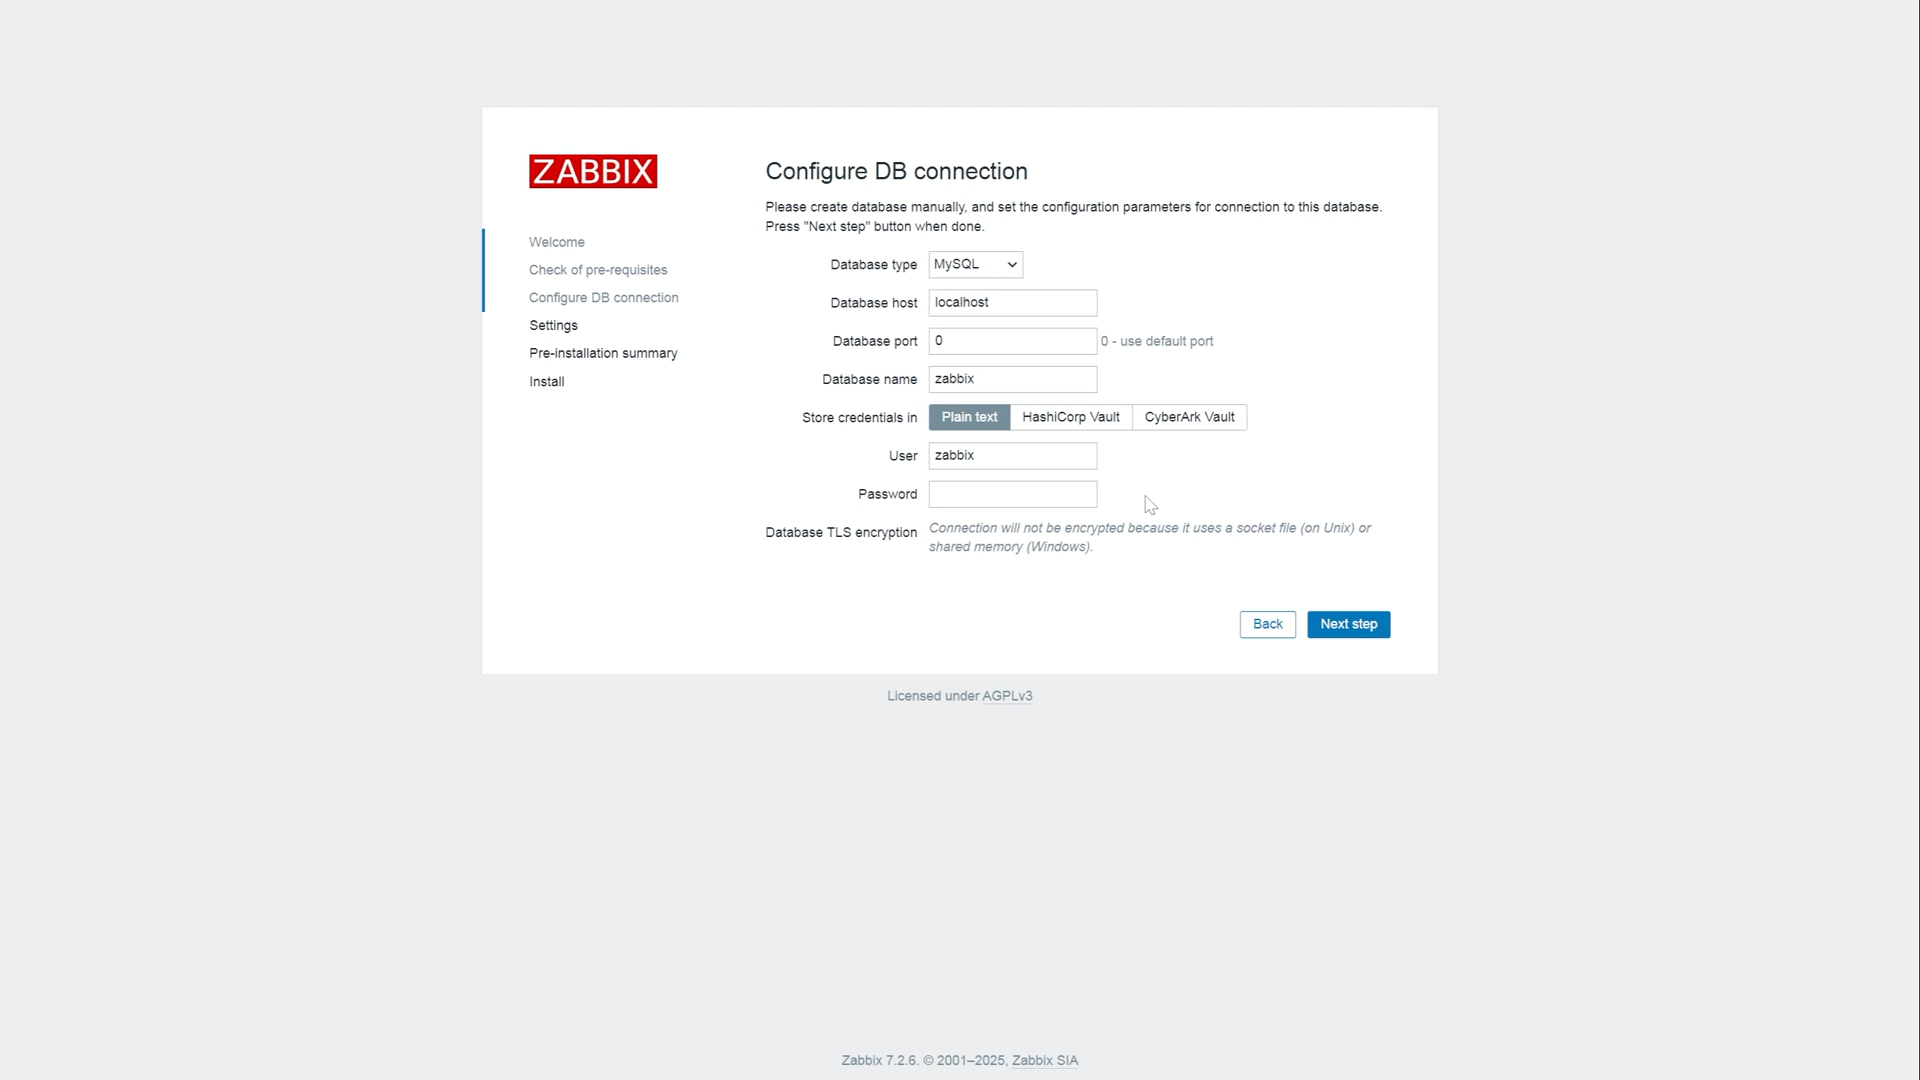 ZABBIX
Welcome
Check of pre-requisites
Configure DB connection
Settings
Pre-installation summary
Install
Configure DB connection
Please create database manually, and set the configuration parameters for connection to this database.
Press "Next step" button when done.
Database type MySQL
Database host localhost
Database port 0 0 - use default port
Database name zabbix
Store credentials in Plain text HashiCorp Vault CyberArk Vault
User zabbix
Password
Database TLS encryption Connection will not be encrypted because it uses a socket file (on Unix) or
shared memory (Windows).
Back Next step
Licensed under AGPLv3
Zabbix 7.2.6. © 2001–2025, Zabbix SIA